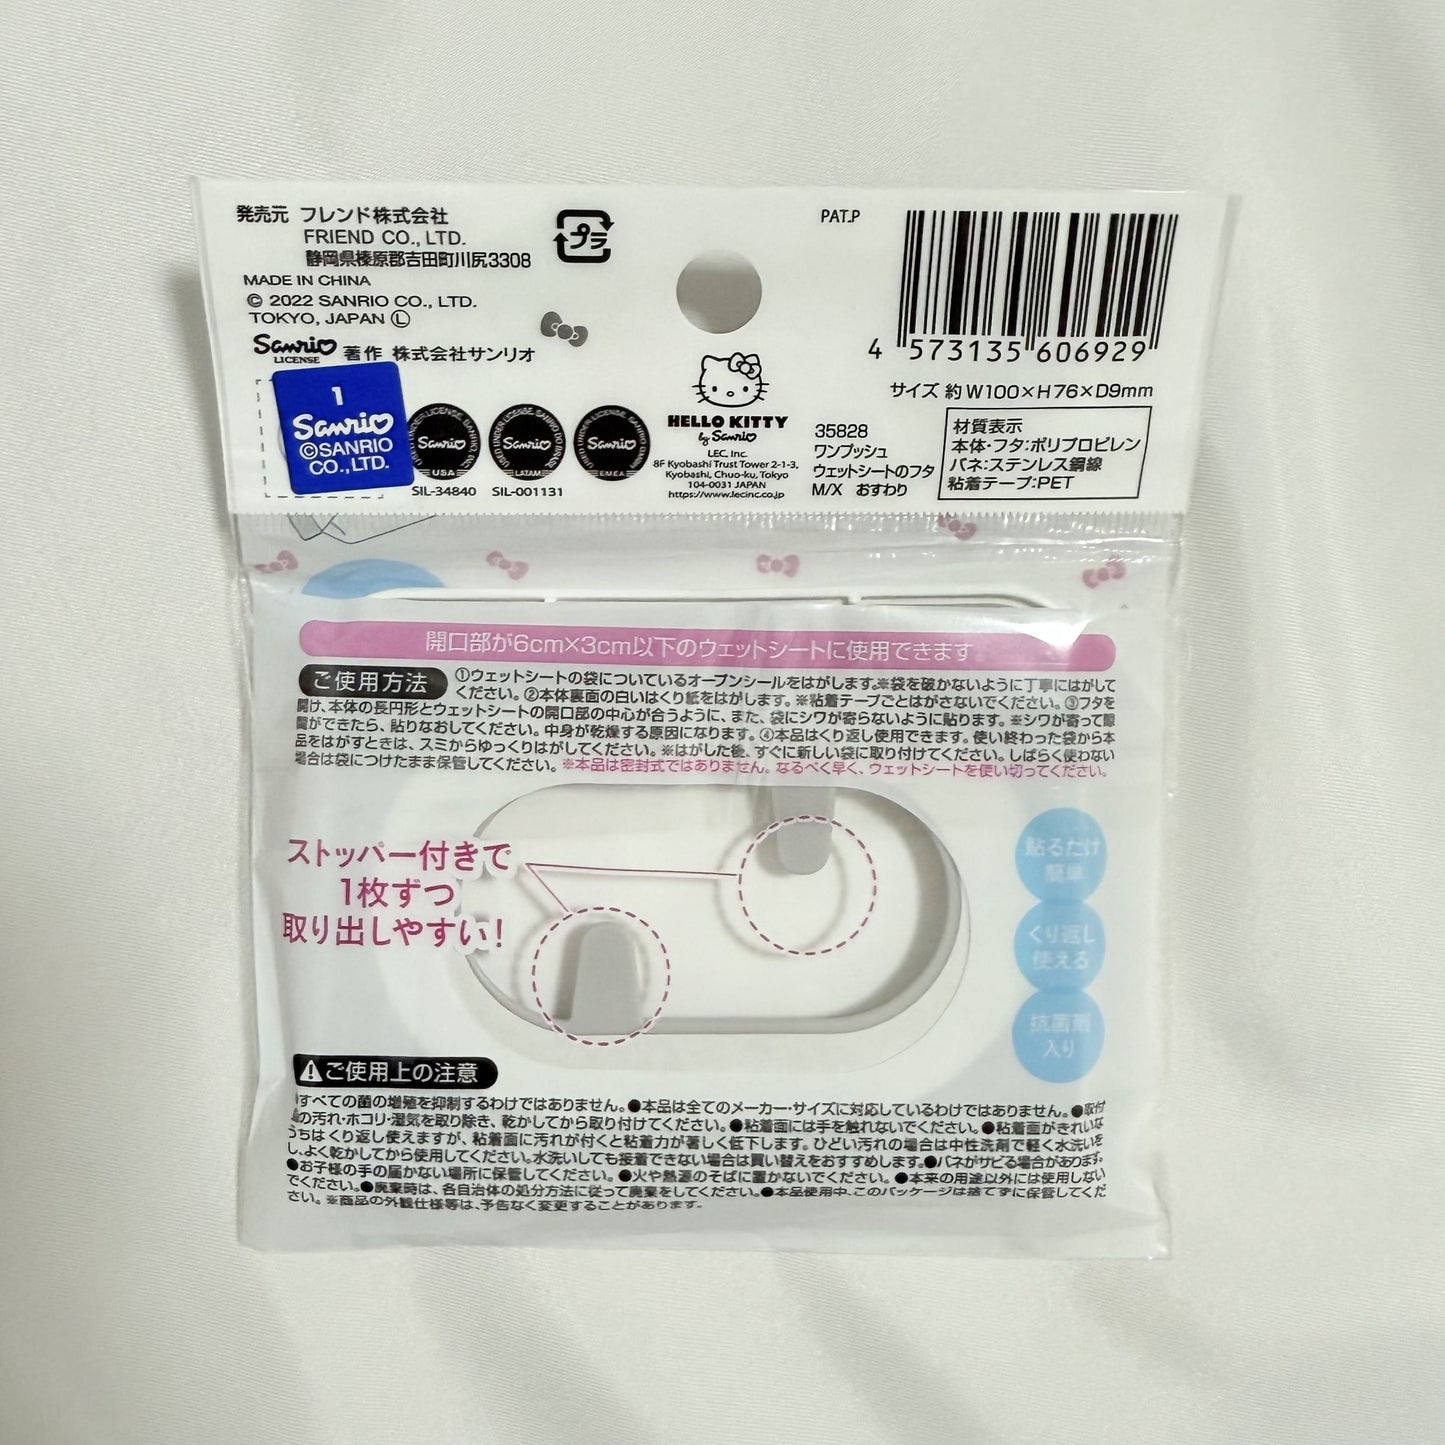 発売元 フレンド株式会社
FRIEND CO., LTD.
静岡県榛原郡吉田町川尻3308
MADE IN CHINA
© 2022 SANRIO CO., LTD.
TOKYO, JAPAN Ⓛ
Sanrio
LICENSE
著作 株式会社サンリオ
プラ
PAT.P
4 573135 606929
サイズ 約 W100×H76×D9mm
1
Sanrio
©SANRIO
CO.,LTD.
Sanrio
USA
SIL-34840
Sanrio
LATAM
SIL-001131
Sanrio
EMEA
HELLO KITTY
by Sanrio
LEC, Inc.
8F Kyobashi Trust Tower 2-1-3,
Kyobashi, Chuo-ku, Tokyo
104-0031 JAPAN
https://www.lecinc.co.jp
35828
ワンプッシュ
ウェットシートのフタ
M/X おすわり
材質表示
本体・フタ:ポリプロピレン
バネ:ステンレス鋼線
粘着テープ:PET
開口部が6cm×3cm以下のウェットシートに使用できます
ご使用方法
①ウェットシートの袋についているオープンシールをはがします。※袋を破かないように丁寧にはがして
ください。②本体裏面の白いはくり紙をはがします。※粘着テープごとはがさないでください。③フタを
開け、本体の長円形とウェットシートの開口部の中心が合うように、また、袋にシワが寄らないように貼ります。※シワが寄って隙
間ができたら、貼りなおしてください。中身が乾燥する原因になります。④本品はくり返し使用できます。使い終わった袋から本
品をはがすときは、スミからゆっくりはがしてください。※はがした後、すぐに新しい袋に取り付けてください。しばらく使わない
場合は袋につけたまま保管してください。※本品は密封式ではありません。なるべく早く、ウェットシートを使い切ってください。
ストッパー付きで
1枚ずつ
取り出しやすい!
貼るだけ
簡単
くり返し
使える
抗菌剤
入り
ご使用上の注意
すべての菌の増殖を抑制するわけではありません。●本品は全てのメーカー・サイズに対応しているわけではありません。●取付
の汚れ・ホコリ・湿気を取り除き、乾かしてから取り付けてください。●粘着面には手を触れないでください。●粘着面がきれいな
うちはくり返し使えますが、粘着面に汚れが付くと粘着力が著しく低下します。ひどい汚れの場合は中性洗剤で軽く水洗いを
し、よく乾かしてから使用してください。水洗いしても接着できない場合は買い替えをおすすめします。●バネがサビる場合があります。
●お子様の手の届かない場所に保管してください。●火や熱源のそばに置かないでください。●本来の用途以外には使用しない
でください。●廃棄時は、各自治体の処分方法に従って廃棄をしてください。●本品使用中、このパッケージは捨てずに保管してくだ
さい。※商品の外観仕様等は、予告なく変更することがあります。